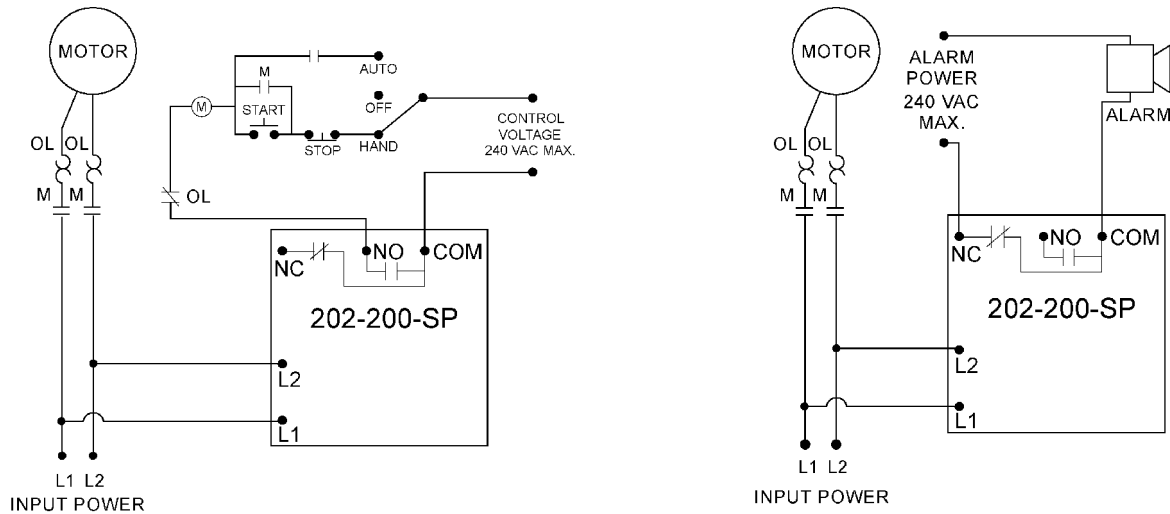 MOTOR
OL OL
M M
M
M
START
STOP
AUTO
OFF
HAND
CONTROL
VOLTAGE
240 VAC MAX.
OL
NC
NO
COM
202-200-SP
L2
L1
L1 L2
INPUT POWER
MOTOR
OL OL
M M
ALARM
POWER
240 VAC
MAX.
ALARM
NC
NO
COM
202-200-SP
L2
L1
L1 L2
INPUT POWER